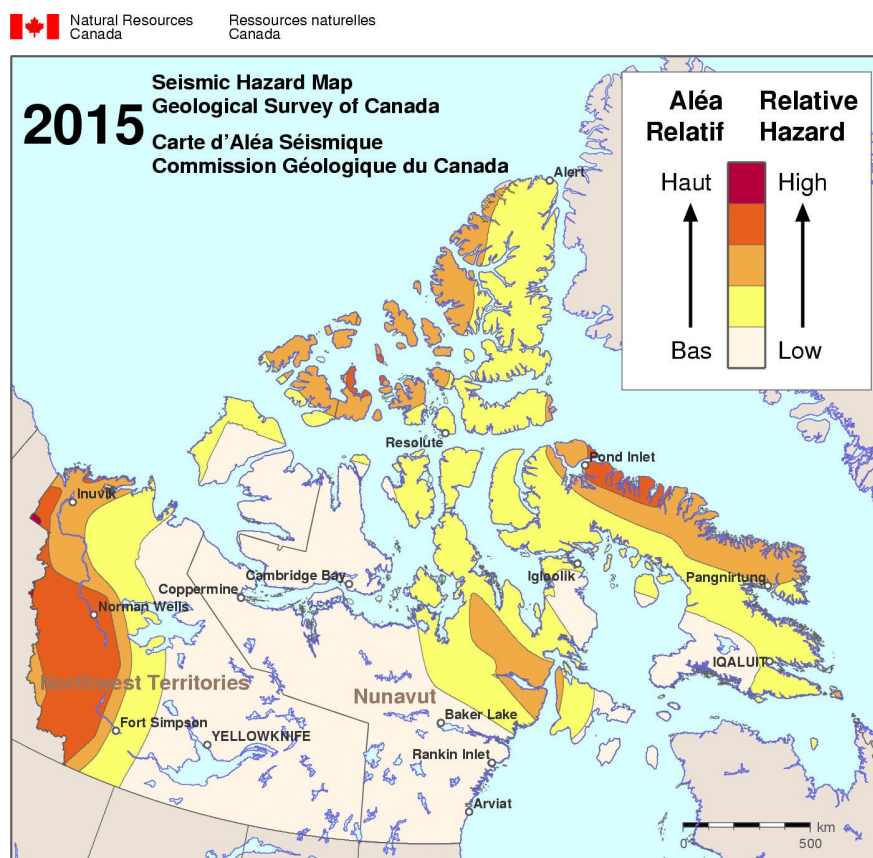 Natural Resources
Canada
Ressources naturelles
Canada
2015
Seismic Hazard Map
Geological Survey of Canada
Carte d'Aléa Séismique
Commission Géologique du Canada
Aléa
Relatif
Relative
Hazard
Haut
High
Bas
Low
Alert
Resolute
Pond Inlet
Inuvik
Igloolik
Cambridge Bay
Pangnirtung
Coppermine
Norman Wells
IQALUIT
Northwest Territories
Nunavut
Fort Simpson
YELLOWKNIFE
Baker Lake
Rankin Inlet
Arviat
km
0
500